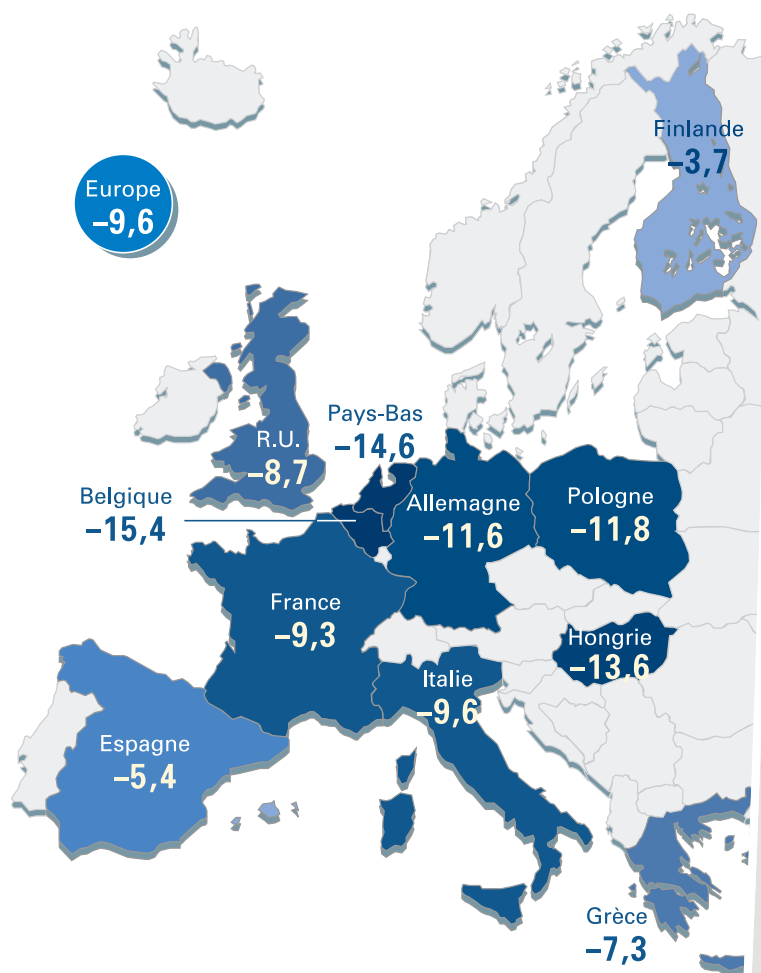 Finlande
–3,7
Europe
–9,6
Pays-Bas
–14,6
R.U.
–8,7
Belgique
–15,4
Allemagne
–11,6
Pologne
–11,8
France
–9,3
Hongrie
–13,6
Italie
–9,6
Espagne
–5,4
Grèce
–7,3